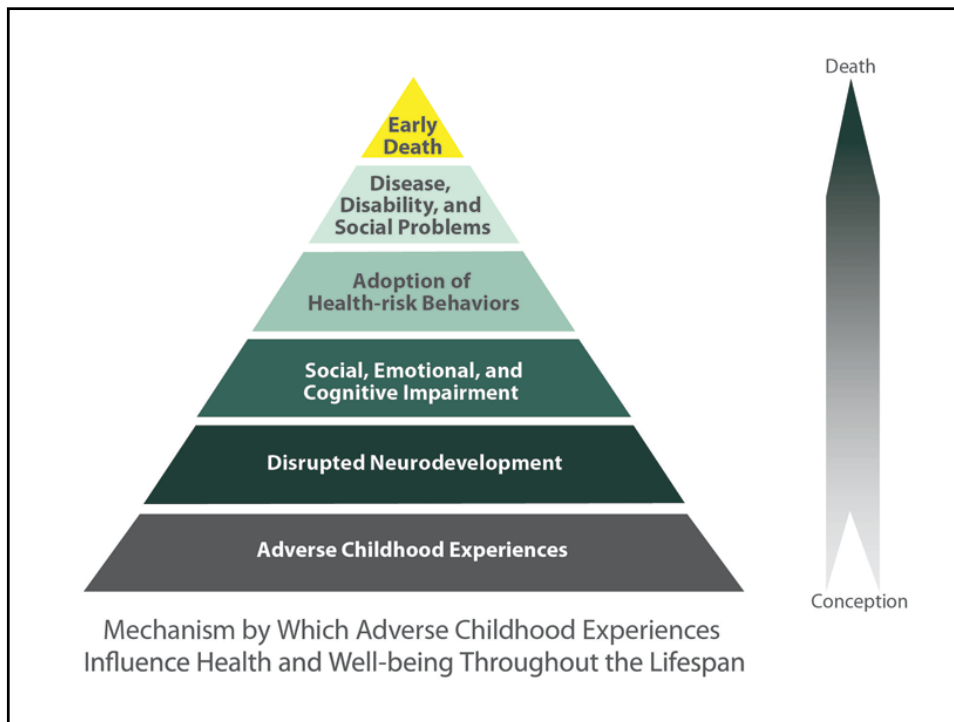 Death
Early
Death
Disease,
Disability, and
Social Problems
Adoption of
Health-risk Behaviors
Social, Emotional, and
Cognitive Impairment
Disrupted Neurodevelopment
Adverse Childhood Experiences
Conception
Mechanism by Which Adverse Childhood Experiences
Influence Health and Well-being Throughout the Lifespan